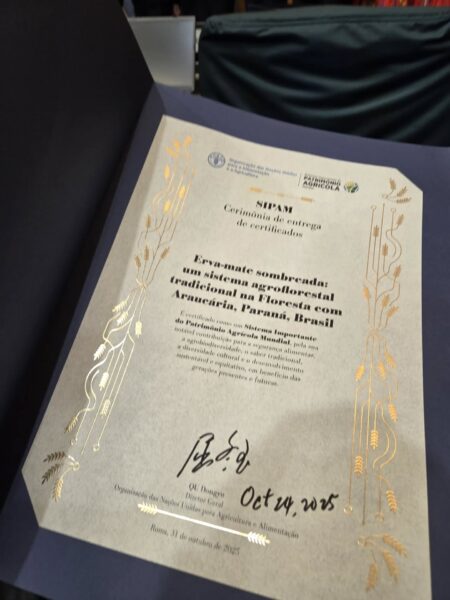 Organização das Nações Unidas
para a Alimentação
e a Agricultura
PATRIMÔNIO
AGRÍCOLA
SIPAM
Cerimônia de entrega
de certificados
Erva-mate sombreada:
um sistema agroflorestal
tradicional na Floresta com
Araucária, Paraná, Brasil
É certificado como um Sistema Importante
do Patrimônio Agrícola Mundial, pela sua
notável contribuição para a segurança alimentar,
a agrobiodiversidade, o saber tradicional,
a diversidade cultural e o desenvolvimento
sustentável e equitativo, em benefício das
gerações presentes e futuras.
Oct 24, 2025
QU Dongyu
Diretor Geral
Organização das Nações Unidas para Agricultura e Alimentação
Roma, 31 de outubro de 2025